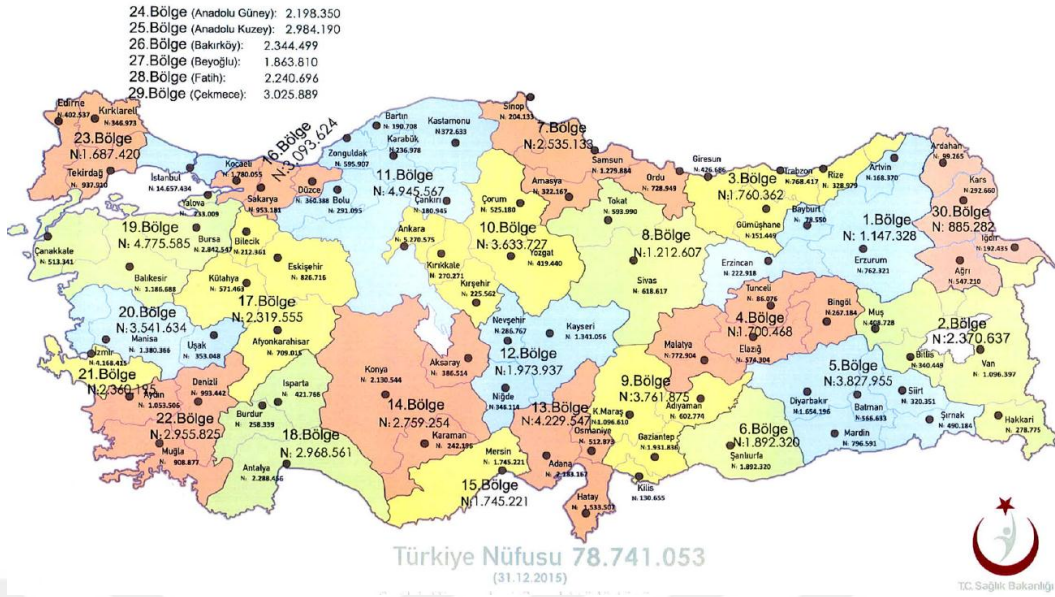 24.Bölge (Anadolu Güney): 2.198.350
25.Bölge (Anadolu Kuzey): 2.984.190
26.Bölge (Bakırköy): 2.344.499
27.Bölge (Beyoğlu): 1.863.810
28.Bölge (Fatih): 2.240.696
29.Bölge (Çekmece): 3.025.889
Edirne
N:402.537
Kırklareli
N:346.973
23.Bölge
N:1.687.420
Tekirdağ
N: 937.910
İstanbul
N: 14.657.434
Kocaeli
N:1.780.055
16.Bölge
N:3.093.624
Yalova
N: 233.009
Sakarya
N: 953.181
Düzce
N: 360.388
Bolu
N: 291.095
Zonguldak
N: 595.907
Bartın
N: 190.708
Karabük
N:236.978
Kastamonu
N:372.633
11.Bölge
N: 4.945.567
Çankırı
N:180.945
Ankara
N: 5.270.575
Sinop
N: 204.133
7.Bölge
N:2.535.133
Samsun
N: 1.279.884
Amasya
N: 322.167
Ordu
N: 728.949
Tokat
N: 593.990
Çorum
N: 525.180
10.Bölge
N: 3.633.727
Yozgat
N: 419.440
Kırıkkale
N: 270.271
Kırşehir
N: 225.562
Giresun
N: 426.686
Trabzon
N: 768.417
Rize
N: 328.979
3.Bölge
N:1.760.362
Gümüşhane
N:151.449
Artvin
N: 168.370
Bayburt
N: 78.550
1.Bölge
N: 1.147.328
Erzurum
N: 762.321
Erzincan
N: 222.918
Ardahan
N: 99.265
Kars
N: 292.660
30.Bölge
N: 885.282
Iğdır
N: 192.435
Ağrı
N: 547.210
8.Bölge
N:1.212.607
Sivas
N: 618.617
19.Bölge
N: 4.775.585
Çanakkale
N: 513.341
Balıkesir
N: 1.186.688
Bursa
N: 2.842.547
Bilecik
N: 212.361
Eskişehir
N: 826.716
Kütahya
N: 571.463
17.Bölge
N: 2.319.555
Afyonkarahisar
N: 709.015
20.Bölge
N: 3.541.634
Manisa
N: 1.380.366
Uşak
N: 353.048
İzmir
N: 4.168.415
21.Bölge
N:2.360.195
Aydın
N: 1.053.506
Denizli
N: 993.442
22.Bölge
N:2.955.825
Muğla
N: 908.877
Isparta
N: 421.766
Burdur
N: 258.339
18.Bölge
N: 2.968.561
Antalya
N: 2.288.456
Konya
N: 2.130.544
Aksaray
N: 386.514
14.Bölge
N: 2.759.254
Karaman
N: 242.196
Mersin
N: 1.745.221
15.Bölge
N:1.745.221
Nevşehir
N: 286.767
Kayseri
N: 1.341.056
12.Bölge
N: 1.973.937
Niğde
N: 346.114
13.Bölge
N:4.229.547
Adana
N: 2.183.167
Osmaniye
N: 512.873
Hatay
N: 1.533.507
9.Bölge
N: 3.761.875
K.Maraş
N:1.096.610
Adıyaman
N: 602.774
Gaziantep
N: 1.931.836
Kilis
N: 130.655
Malatya
N: 772.904
Tunceli
N: 86.076
4.Bölge
N:1.700.468
Elazığ
N: 574.304
Bingöl
N: 267.184
Muş
N:408.728
2.Bölge
N:2.370.637
Bitlis
N: 340.449
Van
N: 1.096.397
Hakkari
N: 278.775
5.Bölge
N: 3.827.955
Diyarbakır
N: 1.654.196
Batman
N: 566.633
Siirt
N: 320.351
Şırnak
N: 490.184
Mardin
N: 796.591
6.Bölge
N:1.892.320
Şanlıurfa
N: 1.892.320
Türkiye Nüfusu 78.741.053
(31.12.2015)
T.C. Sağlık Bakanlığı